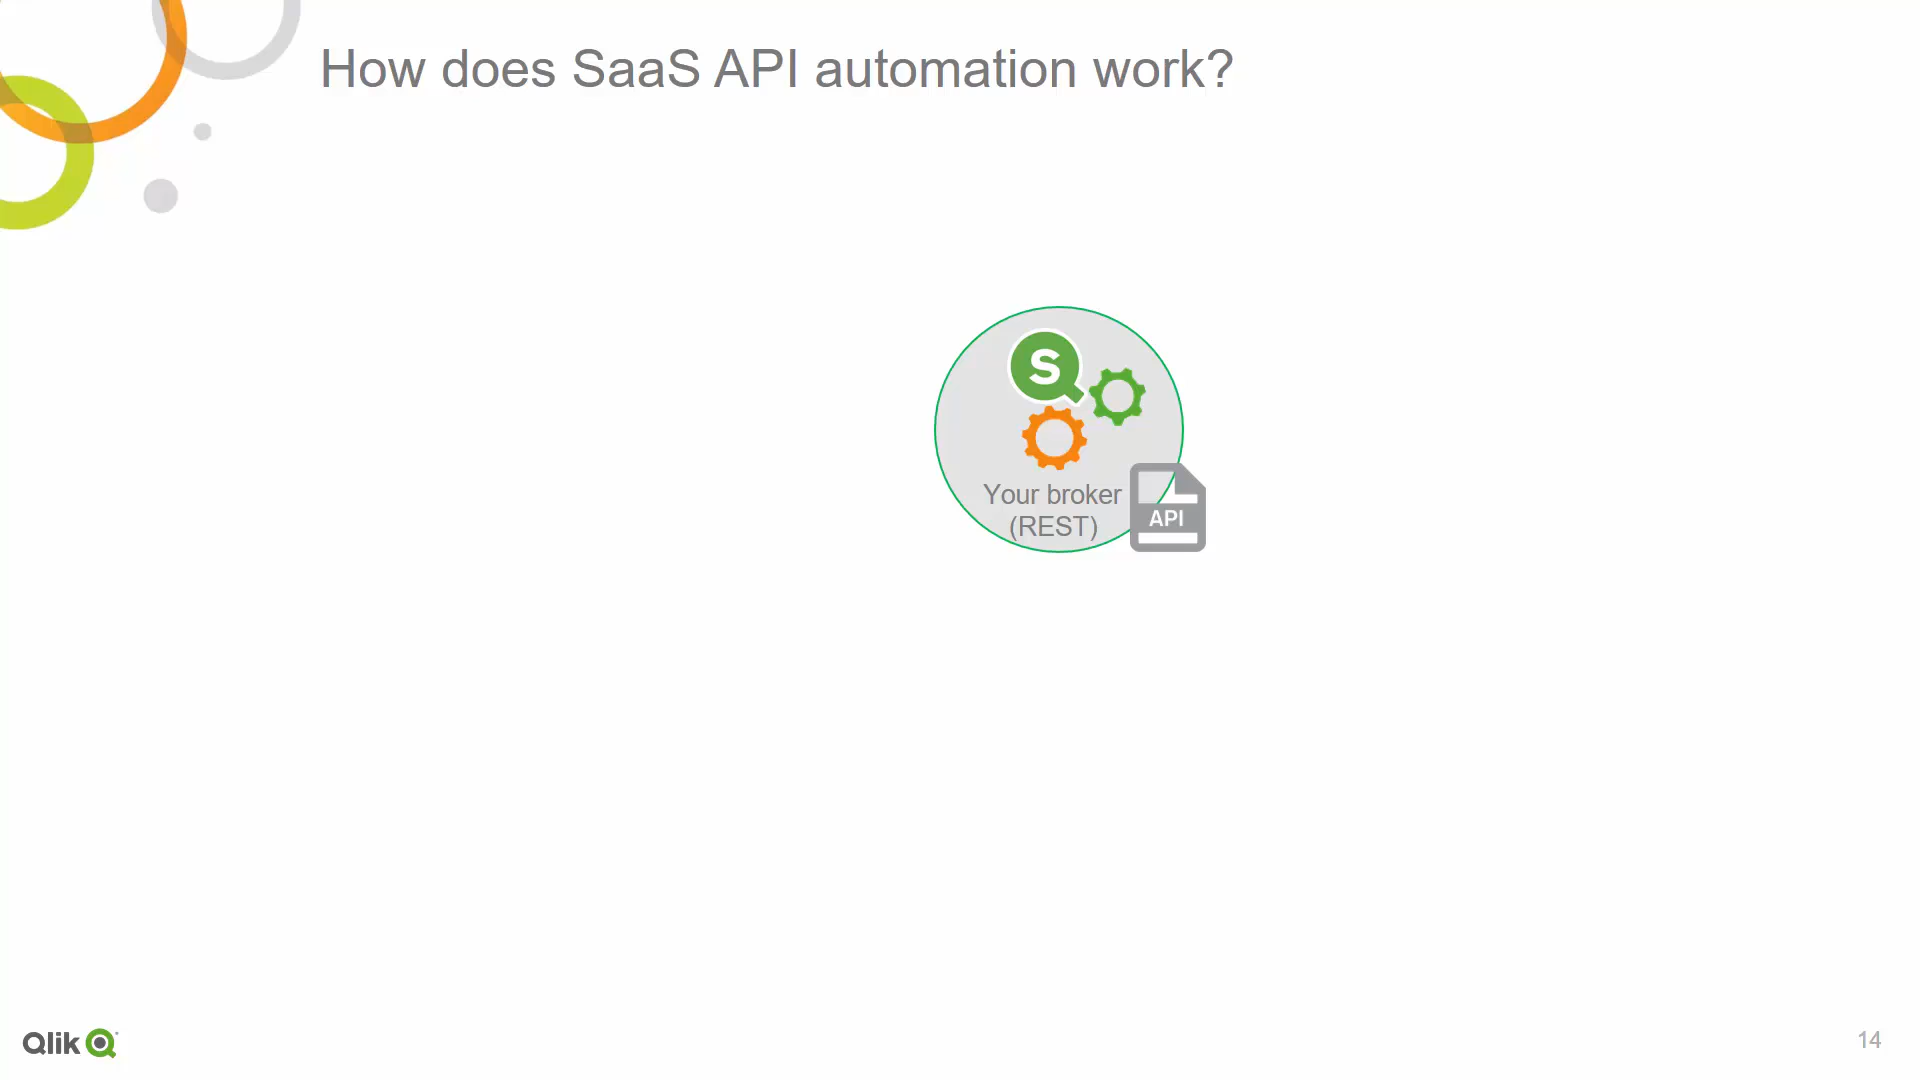 How does SaaS API automation work?
S
Your broker
(REST)
API
Qlik
14